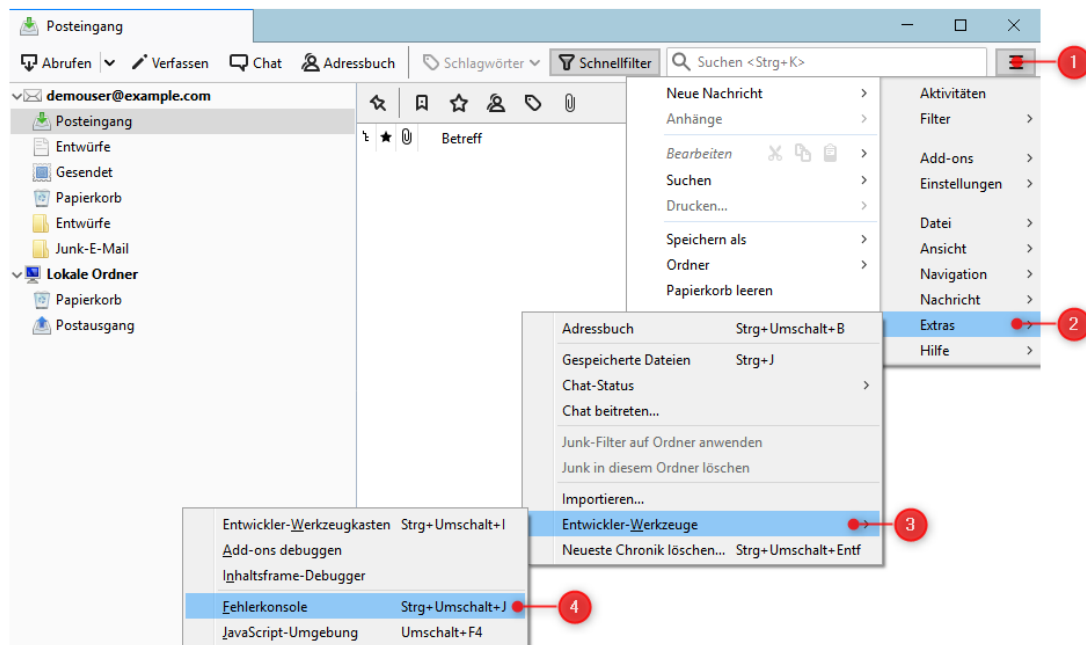 Posteingang
Abrufen
Verfassen
Chat
Adressbuch
Schlagwörter
Schnellfilter
Suchen <Strg+K>
1
demouser@example.com
Posteingang
Entwürfe
Gesendet
Papierkorb
Entwürfe
Junk-E-Mail
Lokale Ordner
Papierkorb
Postausgang
Betreff
Neue Nachricht
Anhänge
Bearbeiten
Suchen
Drucken...
Speichern als
Ordner
Papierkorb leeren
Aktivitäten
Filter
Add-ons
Einstellungen
Datei
Ansicht
Navigation
Nachricht
Extras
2
Hilfe
Adressbuch Strg+Umschalt+B
Gespeicherte Dateien Strg+J
Chat-Status
Chat beitreten...
Junk-Filter auf Ordner anwenden
Junk in diesem Ordner löschen
Importieren...
Entwickler-Werkzeuge
3
Neueste Chronik löschen... Strg+Umschalt+Entf
Entwickler-Werkzeugkasten Strg+Umschalt+I
Add-ons debuggen
Inhaltsframe-Debugger
Fehlerkonsole Strg+Umschalt+J
4
JavaScript-Umgebung Umschalt+F4